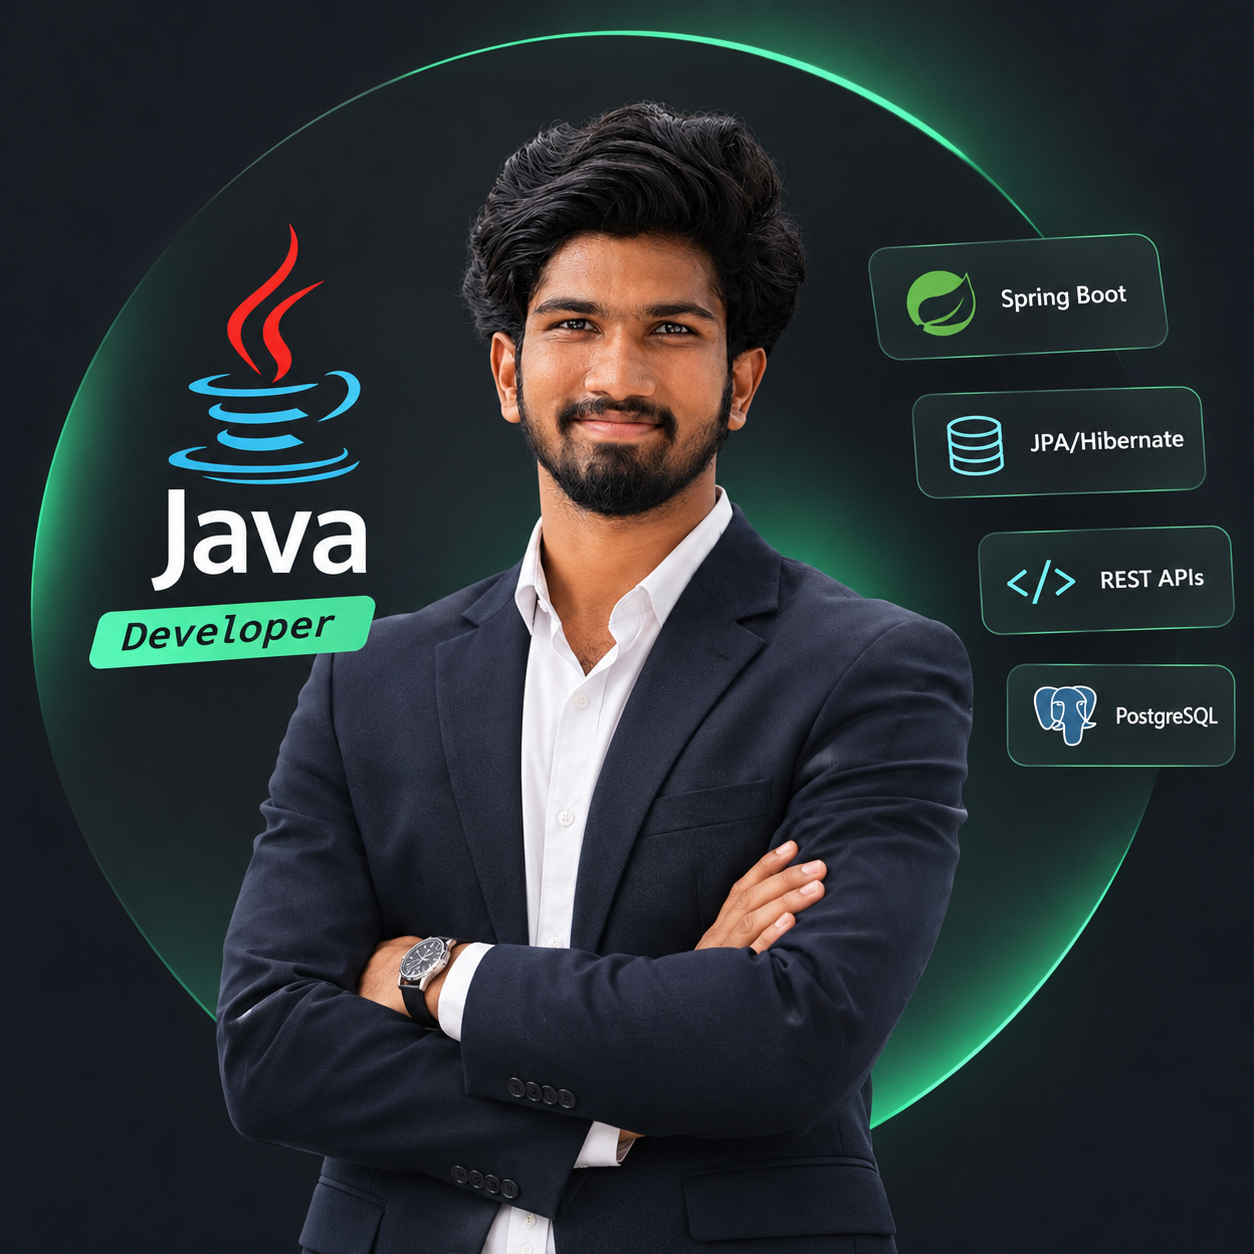 Java
Developer
Spring Boot
JPA/Hibernate
</>
REST APIs
PostgreSQL